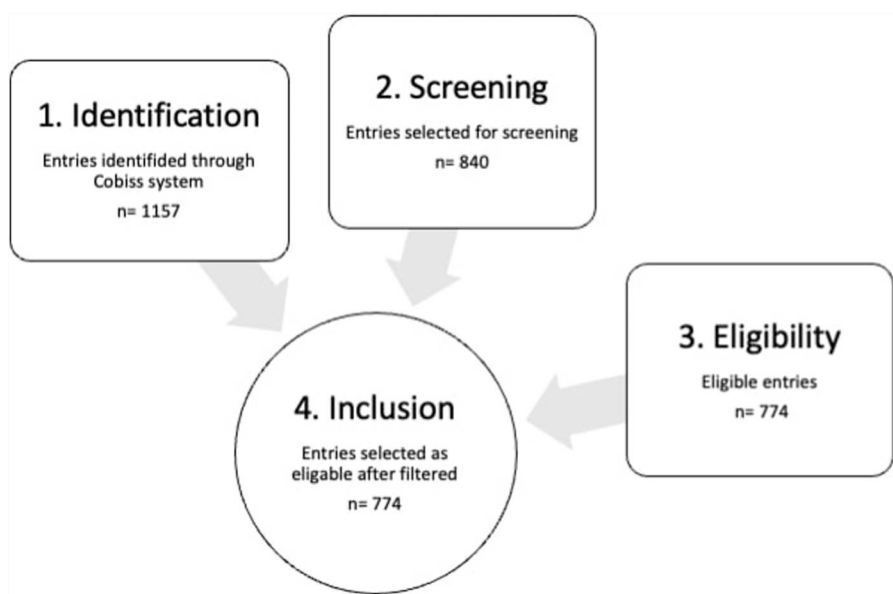 1. Identification
Entries identifided through
Cobiss system
n= 1157
2. Screening
Entries selected for screening
n= 840
3. Eligibility
Eligible entries
n= 774
4. Inclusion
Entries selected as
eligable after filtered
n= 774